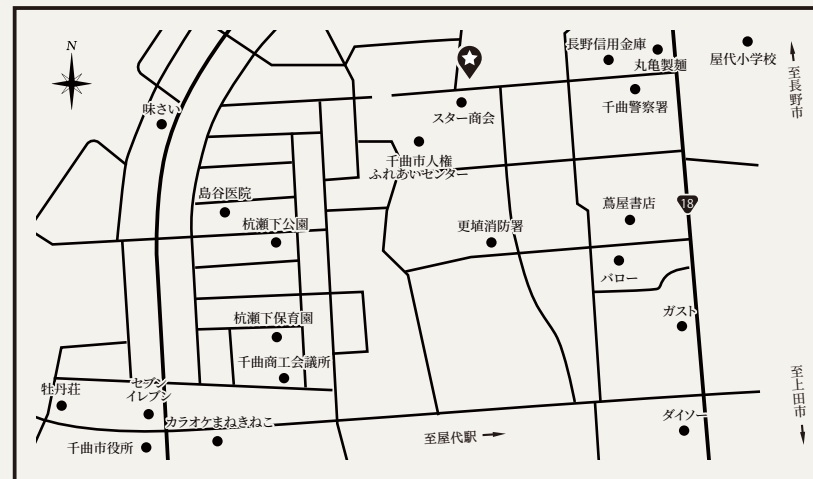 N
長野信用金庫
丸亀製麺
屋代小学校
至長野市
味さい
スター商会
千曲警察署
千曲市人権
ふれあいセンター
島谷医院
18
蔦屋書店
杭瀬下公園
更埴消防署
バロー
ガスト
杭瀬下保育園
千曲商工会議所
牡丹荘
セブン
イレブン
至上田市
カラオケまねきねこ
ダイソー
至屋代駅
千曲市役所